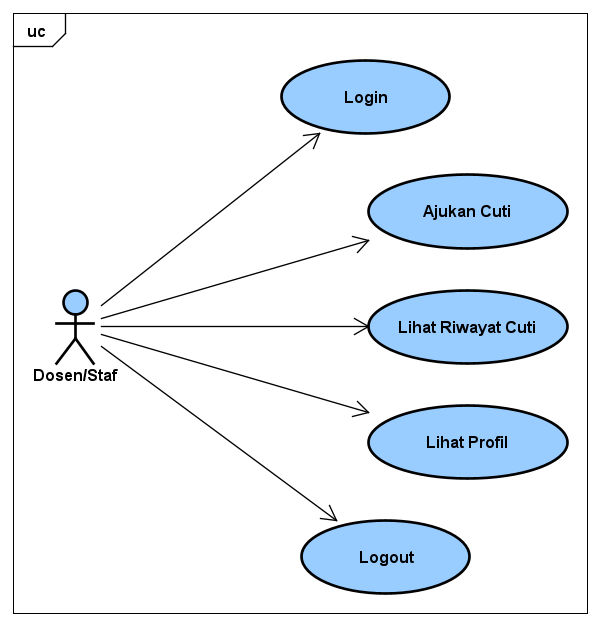 uc
Login
Ajukan Cuti
Lihat Riwayat Cuti
Dosen/Staf
Lihat Profil
Logout